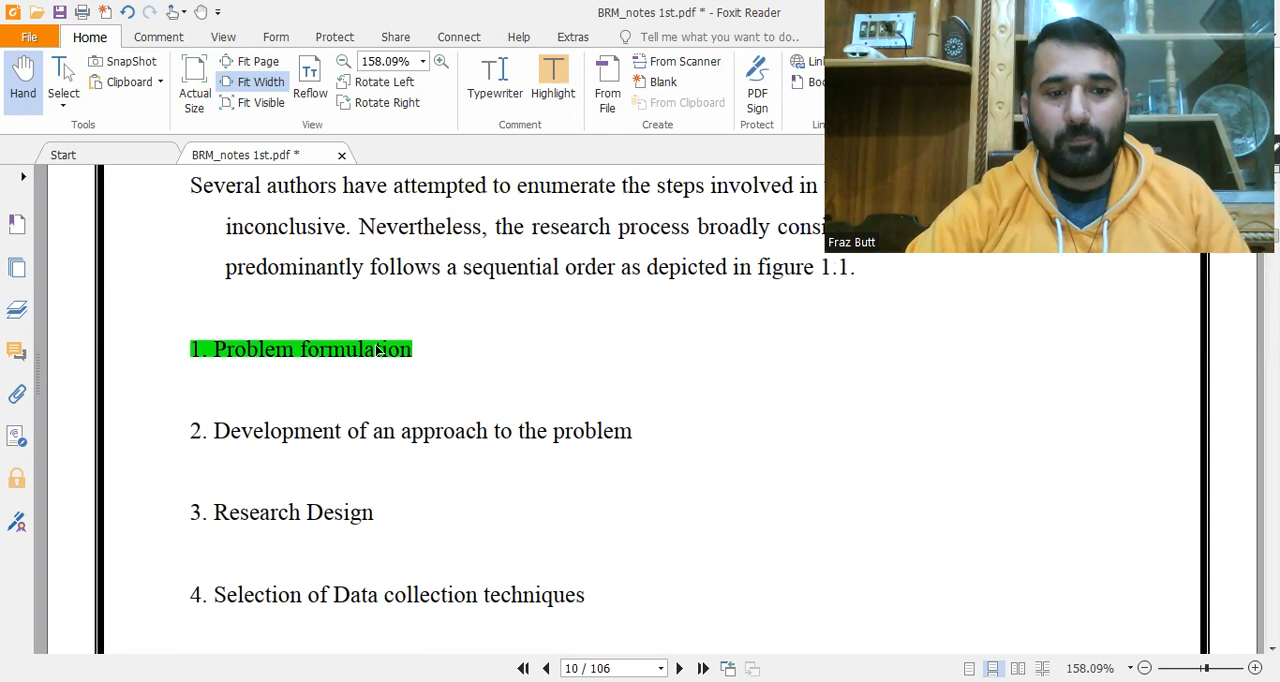 BRM_notes 1st.pdf * - Foxit Reader
File Home Comment View Form Protect Share Connect Help Extras Tell me what you want to do..
Hand
Select
SnapShot
Clipboard
Tools
Actual Size
Fit Page
Fit Width
Fit Visible
Reflow
158.09%
Rotate Left
Rotate Right
View
Typewriter
Highlight
Comment
From File
From Scanner
Blank
From Clipboard
Create
PDF Sign
Protect
Start
BRM_notes 1st.pdf *
Several authors have attempted to enumerate the steps involved in
inconclusive. Nevertheless, the research process broadly consi
predominantly follows a sequential order as depicted in figure 1.1.
1. Problem formulation
2. Development of an approach to the problem
3. Research Design
4. Selection of Data collection techniques
Fraz Butt
10 / 106
158.09%